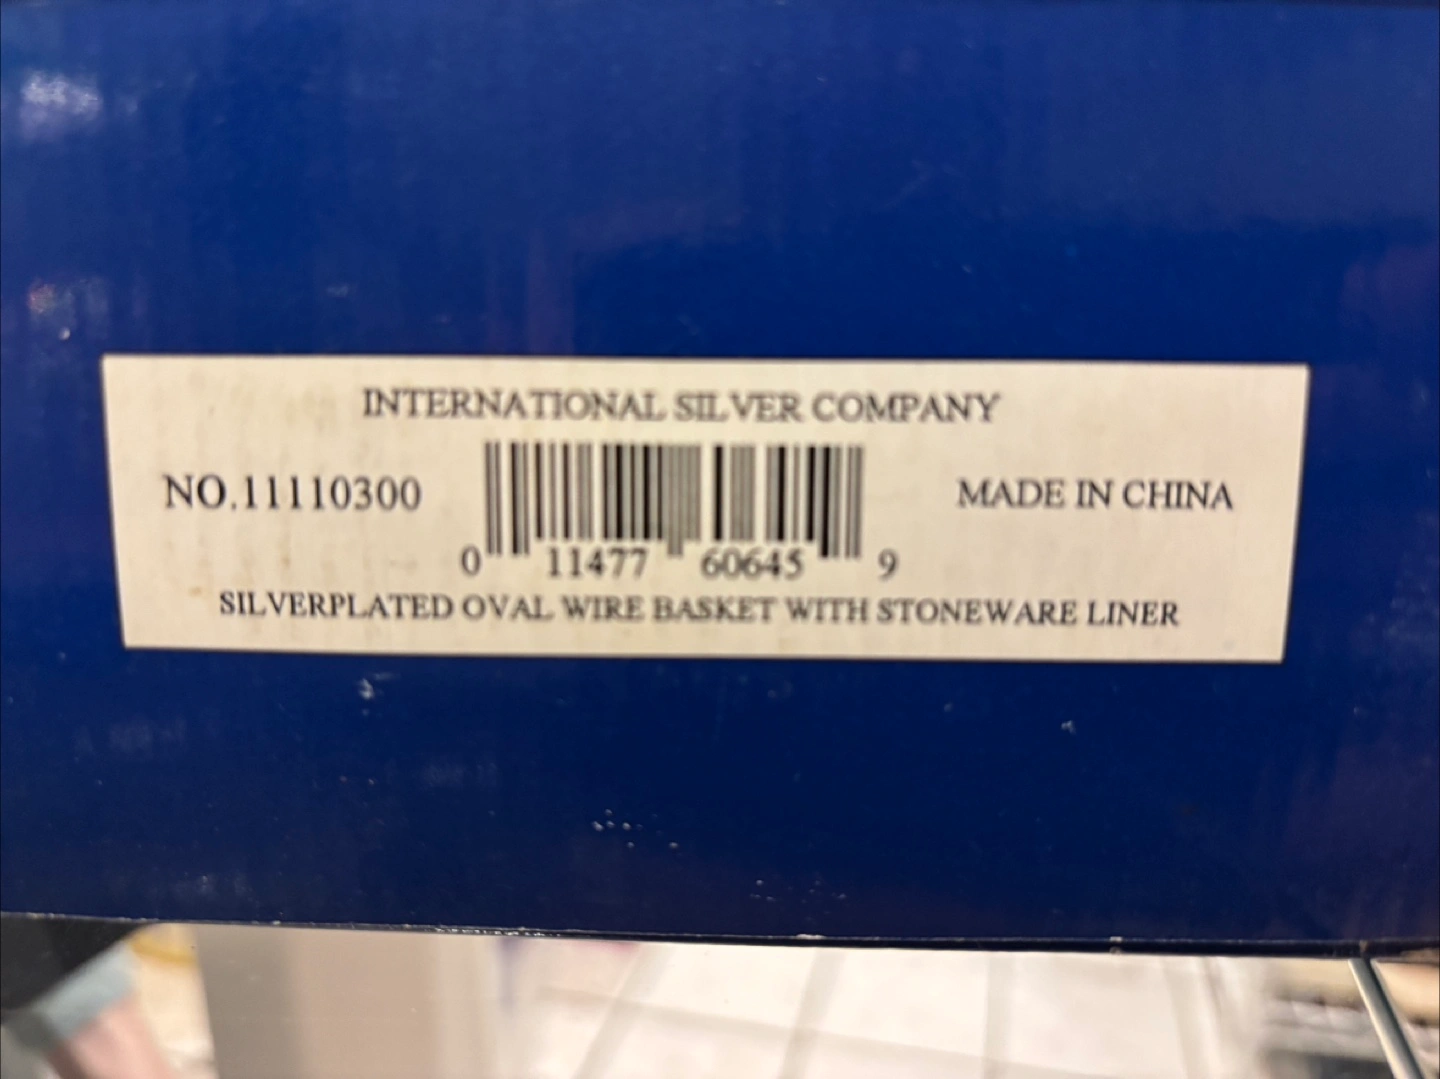 INTERNATIONAL SILVER COMPANY
NO.11110300
MADE IN CHINA
0 11477 60645 9
SILVERPLATED OVAL WIRE BASKET WITH STONEWARE LINER